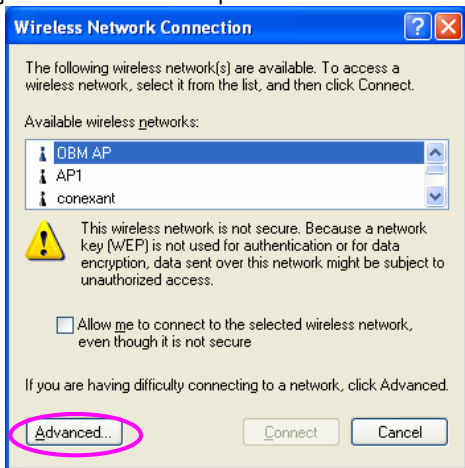 Wireless Network Connection
The following wireless network(s) are available. To access a
wireless network, select it from the list, and then click Connect.
Available wireless networks:
OBM AP
AP1
conexant
This wireless network is not secure. Because a network
key (WEP) is not used for authentication or for data
encryption, data sent over this network might be subject to
unauthorized access.
Allow me to connect to the selected wireless network,
even though it is not secure
If you are having difficulty connecting to a network, click Advanced.
Advanced... Connect Cancel